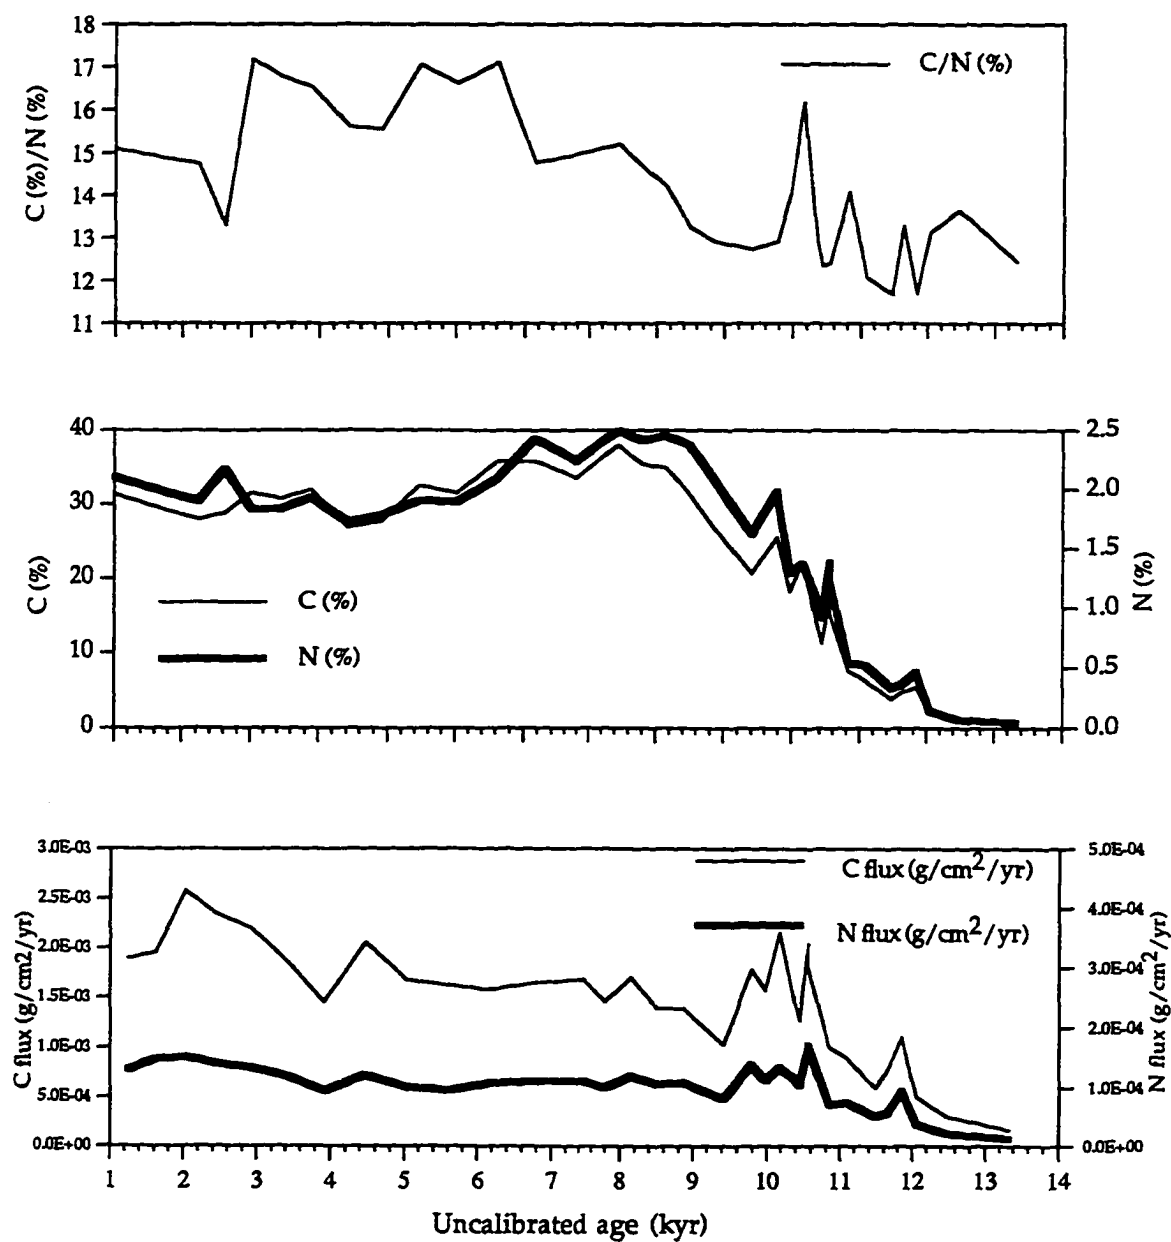 18
17
16
15
14
13
12
11
C (%)/N (%)
C/N (%)
40
30
20
10
0
C (%)
C (%)
N (%)
2.5
2.0
1.5
1.0
0.5
0.0
N (%)
3.0E-03
2.5E-03
2.0E-03
1.5E-03
1.0E-03
5.0E-04
0.0E+00
C flux (g/cm2/yr)
C flux (g/cm²/yr)
N flux (g/cm²/yr)
5.0E-04
4.0E-04
3.0E-04
2.0E-04
1.0E-04
0.0E+00
N flux (g/cm²/yr)
1 2 3 4 5 6 7 8 9 10 11 12 13 14
Uncalibrated age (kyr)